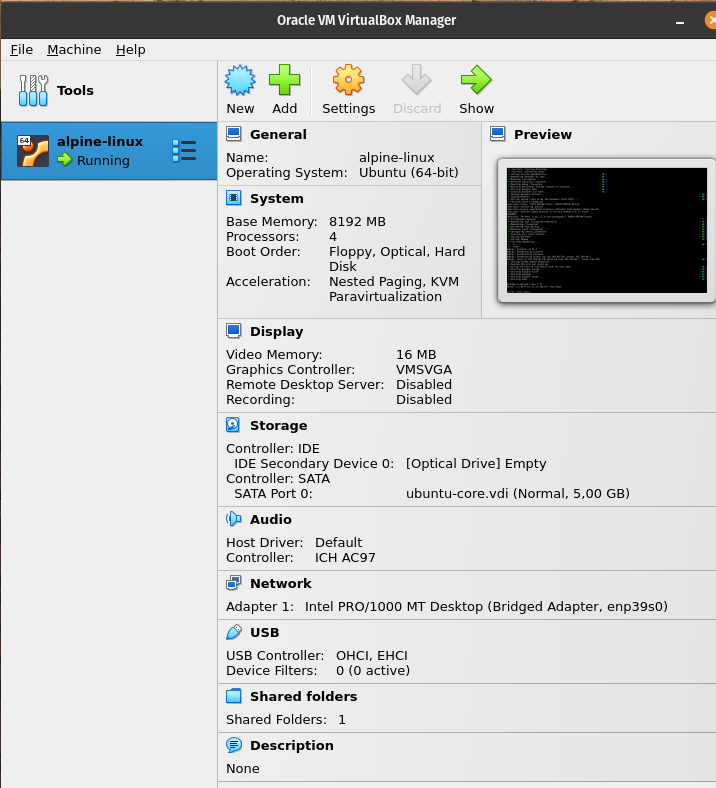 Oracle VM VirtualBox Manager
File Machine Help
Tools
New Add Settings Discard Show
64
alpine-linux
Running
General
Name: alpine-linux
Operating System: Ubuntu (64-bit)
Preview
System
Base Memory: 8192 MB
Processors: 4
Boot Order: Floppy, Optical, Hard
Disk
Acceleration: Nested Paging, KVM
Paravirtualization
Display
Video Memory: 16 MB
Graphics Controller: VMSVGA
Remote Desktop Server: Disabled
Recording: Disabled
Storage
Controller: IDE
IDE Secondary Device 0: [Optical Drive] Empty
Controller: SATA
SATA Port 0: ubuntu-core.vdi (Normal, 5,00 GB)
Audio
Host Driver: Default
Controller: ICH AC97
Network
Adapter 1: Intel PRO/1000 MT Desktop (Bridged Adapter, enp39s0)
USB
USB Controller: OHCI, EHCI
Device Filters: 0 (0 active)
Shared folders
Shared Folders: 1
Description
None